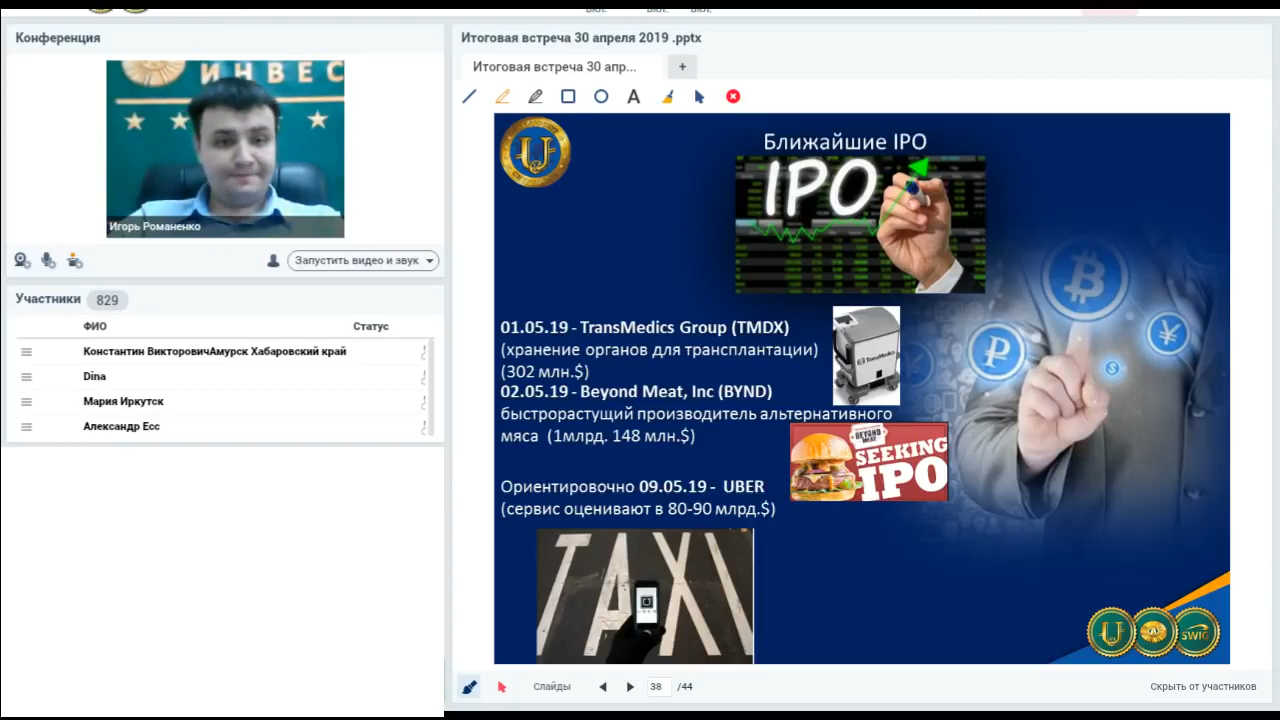 Конференция
ИНВЕС
Игорь Романенко
Запустить видео и звук
Участники 829
ФИО Статус
Константин ВикторовичАмурск Хабаровский край
Dina
Мария Иркутск
Александр Есс
Итоговая встреча 30 апреля 2019 .pptx
Итоговая встреча 30 апр... +
A
Ближайшие IPO
IPO
01.05.19 - TransMedics Group (TMDX)
(хранение органов для трансплантации)
(302 млн.$)
TransMedics
02.05.19 - Beyond Meat, Inc (BYND)
быстрорастущий производитель альтернативного
мяса (1млрд. 148 млн.$)
BEYOND MEAT
SEEKING
IPO
Ориентировочно 09.05.19 - UBER
(сервис оценивают в 80-90 млрд.$)
TAXI
SWIG
Слайды 38 /44
Скрыть от участников